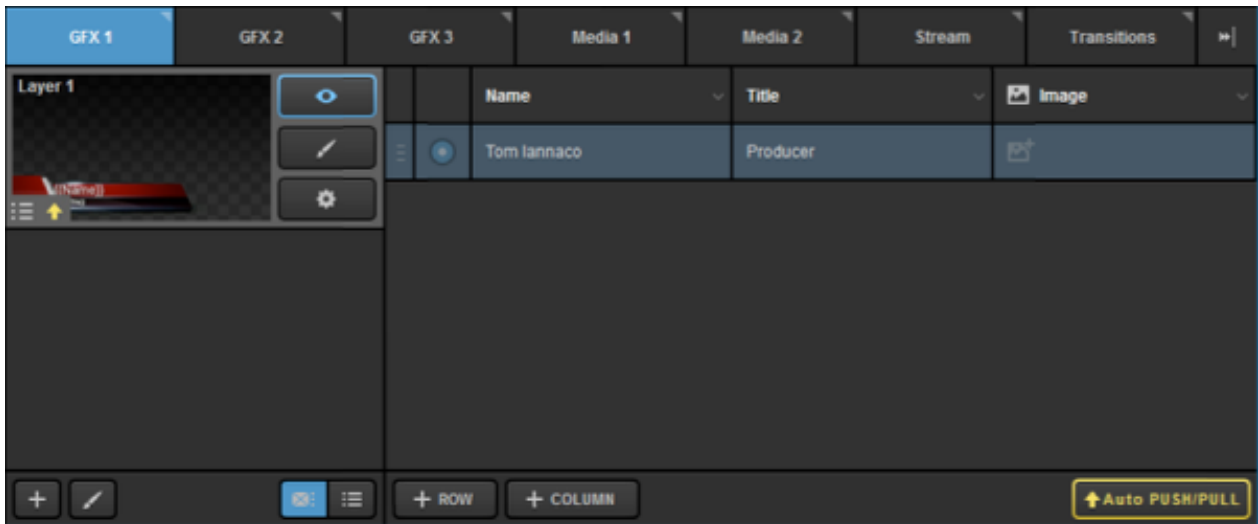 GFX 1 GFX 2 GFX 3 Media 1 Media 2 Stream Transitions
Layer 1
Name Title Image
Tom Iannaco Producer
{{Name}}
+ ROW + COLUMN Auto PUSH/PULL